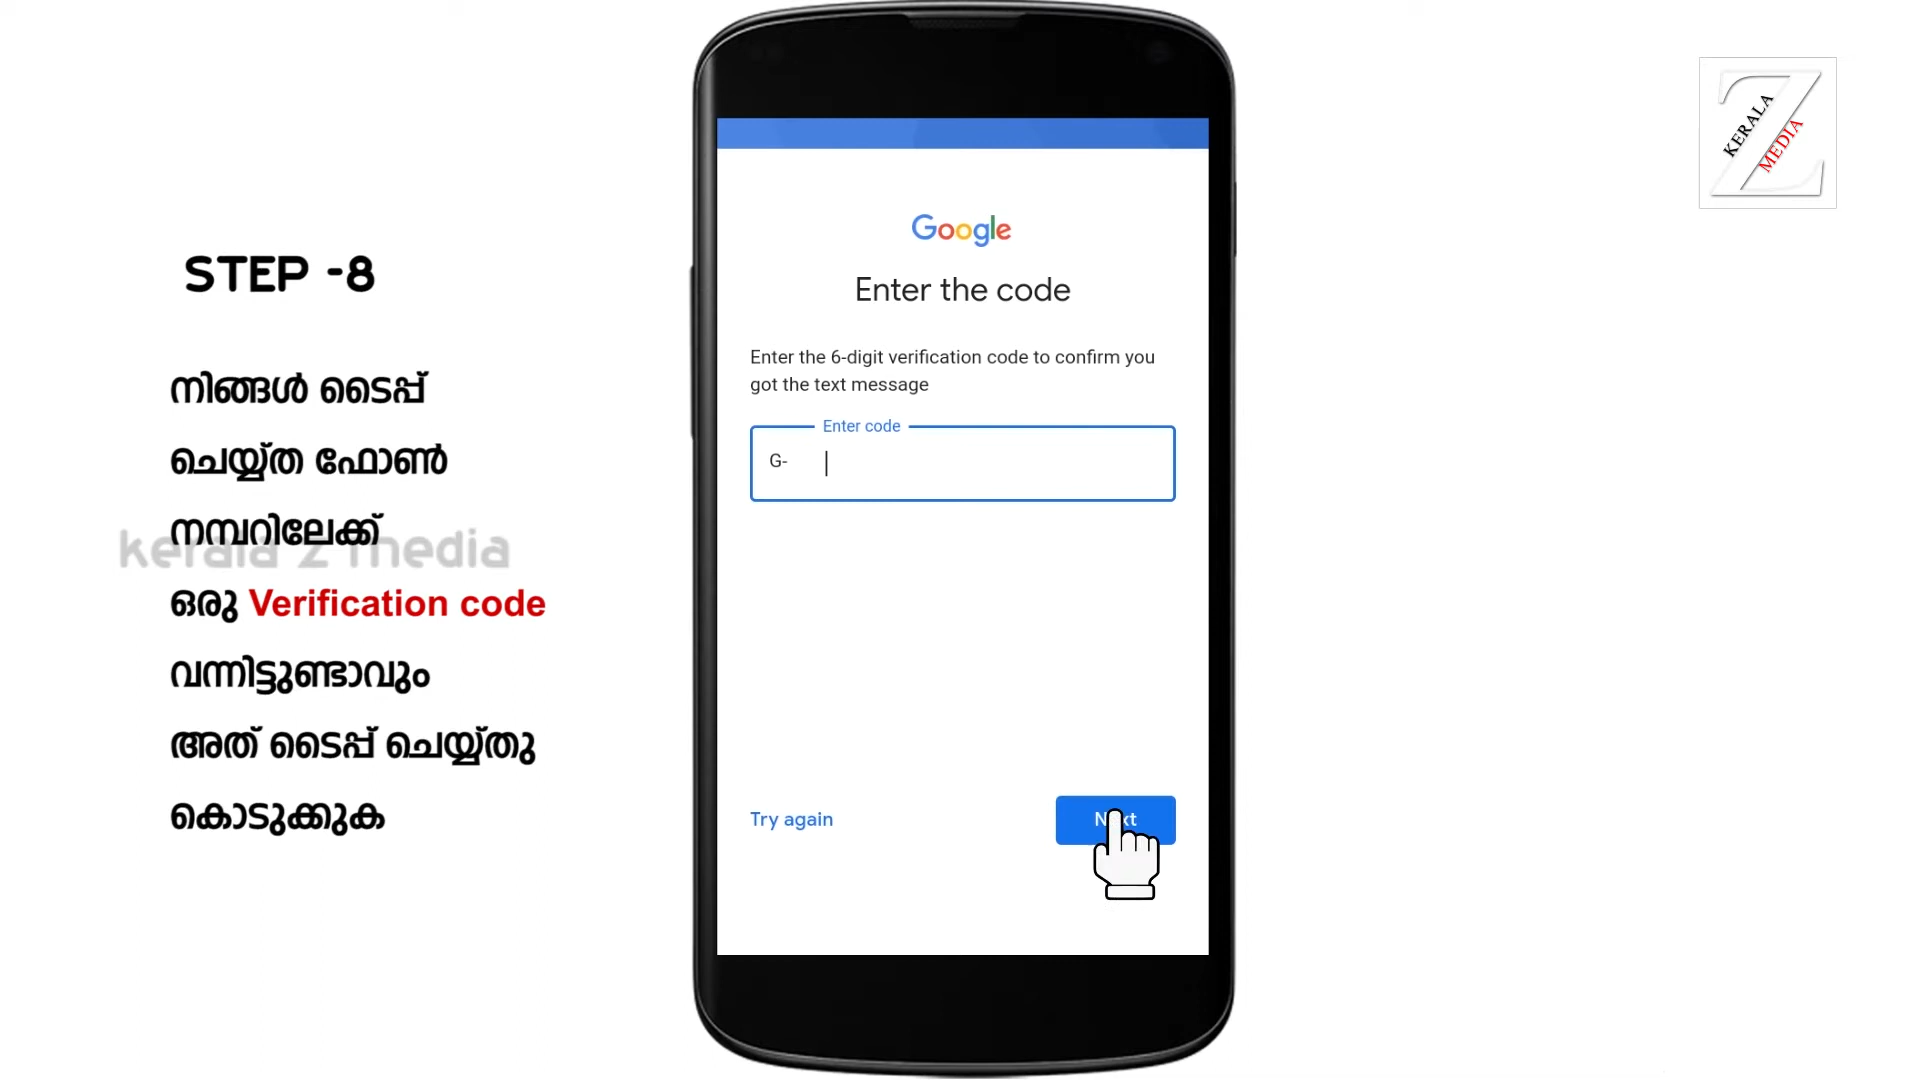 STEP -8
നിങ്ങൾ ടൈപ്പ്
ചെയ്യ്ത ഫോൺ
നമ്പറിലേക്ക്
kerala z media
ഒരു Verification code
വന്നിട്ടുണ്ടാവും
അത് ടൈപ്പ് ചെയ്യ്തു
കൊടുക്കുക
Google
Enter the code
Enter the 6-digit verification code to confirm you
got the text message
Enter code
G-
Try again
Next
Z
KERALA
MEDIA